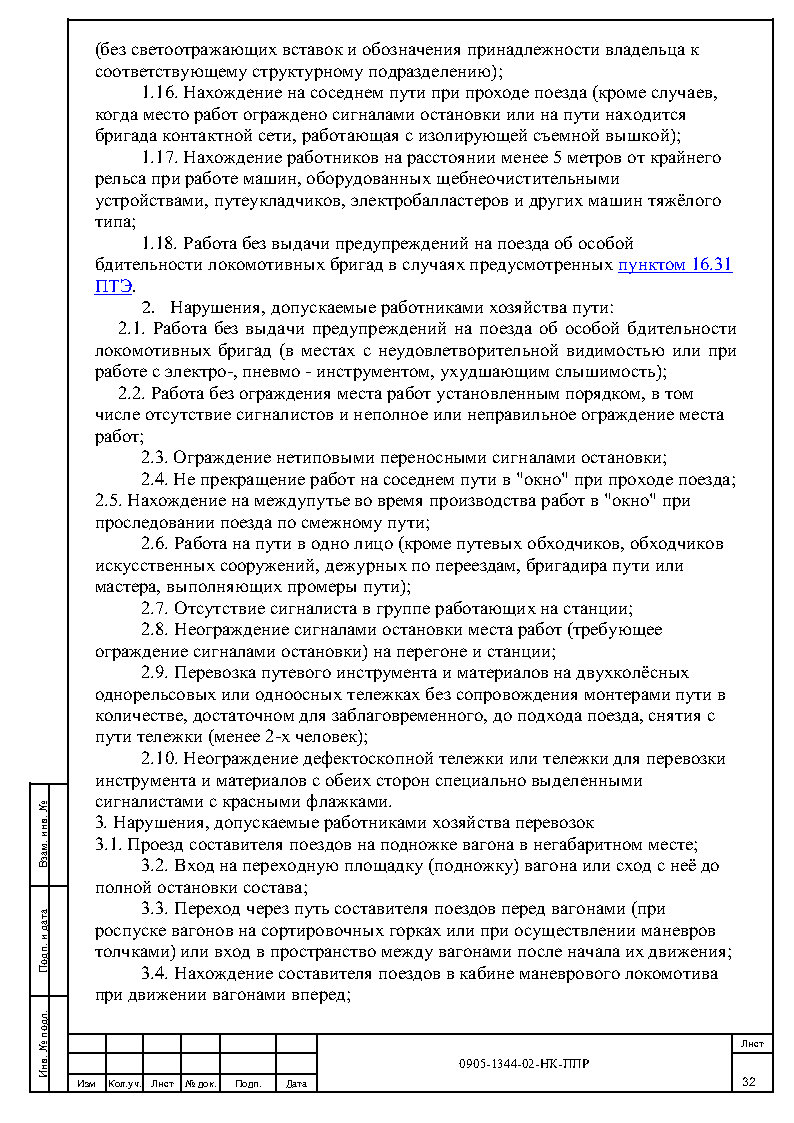 (без светоотражающих вставок и обозначения принадлежности владельца к
соответствующему структурному подразделению);
1.16. Нахождение на соседнем пути при проходе поезда (кроме случаев,
когда место работ ограждено сигналами остановки или на пути находится
бригада контактной сети, работающая с изолирующей съемной вышкой);
1.17. Нахождение работников на расстоянии менее 5 метров от крайнего
рельса при работе машин, оборудованных щебнеочистительными
устройствами, путеукладчиков, электробалластеров и других машин тяжёлого
типа;
1.18. Работа без выдачи предупреждений на поезда об особой
бдительности локомотивных бригад в случаях предусмотренных пунктом 16.31
ПТЭ.
2. Нарушения, допускаемые работниками хозяйства пути:
2.1. Работа без выдачи предупреждений на поезда об особой бдительности
локомотивных бригад (в местах с неудовлетворительной видимостью или при
работе с электро-, пневмо - инструментом, ухудшающим слышимость);
2.2. Работа без ограждения места работ установленным порядком, в том
числе отсутствие сигналистов и неполное или неправильное ограждение места
работ;
2.3. Ограждение нетиповыми переносными сигналами остановки;
2.4. Не прекращение работ на соседнем пути в "окно" при проходе поезда;
2.5. Нахождение на междупутье во время производства работ в "окно" при
проследовании поезда по смежному пути;
2.6. Работа на пути в одно лицо (кроме путевых обходчиков, обходчиков
искусственных сооружений, дежурных по переездам, бригадира пути или
мастера, выполняющих промеры пути);
2.7. Отсутствие сигналиста в группе работающих на станции;
2.8. Неограждение сигналами остановки места работ (требующее
ограждение сигналами остановки) на перегоне и станции;
2.9. Перевозка путевого инструмента и материалов на двухколёсных
однорельсовых или одноосных тележках без сопровождения монтерами пути в
количестве, достаточном для заблаговременного, до подхода поезда, снятия с
пути тележки (менее 2-х человек);
2.10. Неограждение дефектоскопной тележки или тележки для перевозки
инструмента и материалов с обеих сторон специально выделенными
сигналистами с красными флажками.
3. Нарушения, допускаемые работниками хозяйства перевозок
3.1. Проезд составителя поездов на подножке вагона в негабаритном месте;
3.2. Вход на переходную площадку (подножку) вагона или сход с неё до
полной остановки состава;
3.3. Переход через путь составителя поездов перед вагонами (при
роспуске вагонов на сортировочных горках или при осуществлении маневров
толчками) или вход в пространство между вагонами после начала их движения;
3.4. Нахождение составителя поездов в кабине маневрового локомотива
при движении вагонами вперед;
Взам. инв. №
Подп. и дата
Инв. № подл.
Изм Кол.уч. Лист № док. Подп. Дата
0905-1344-02-НК-ППР
Лист
32